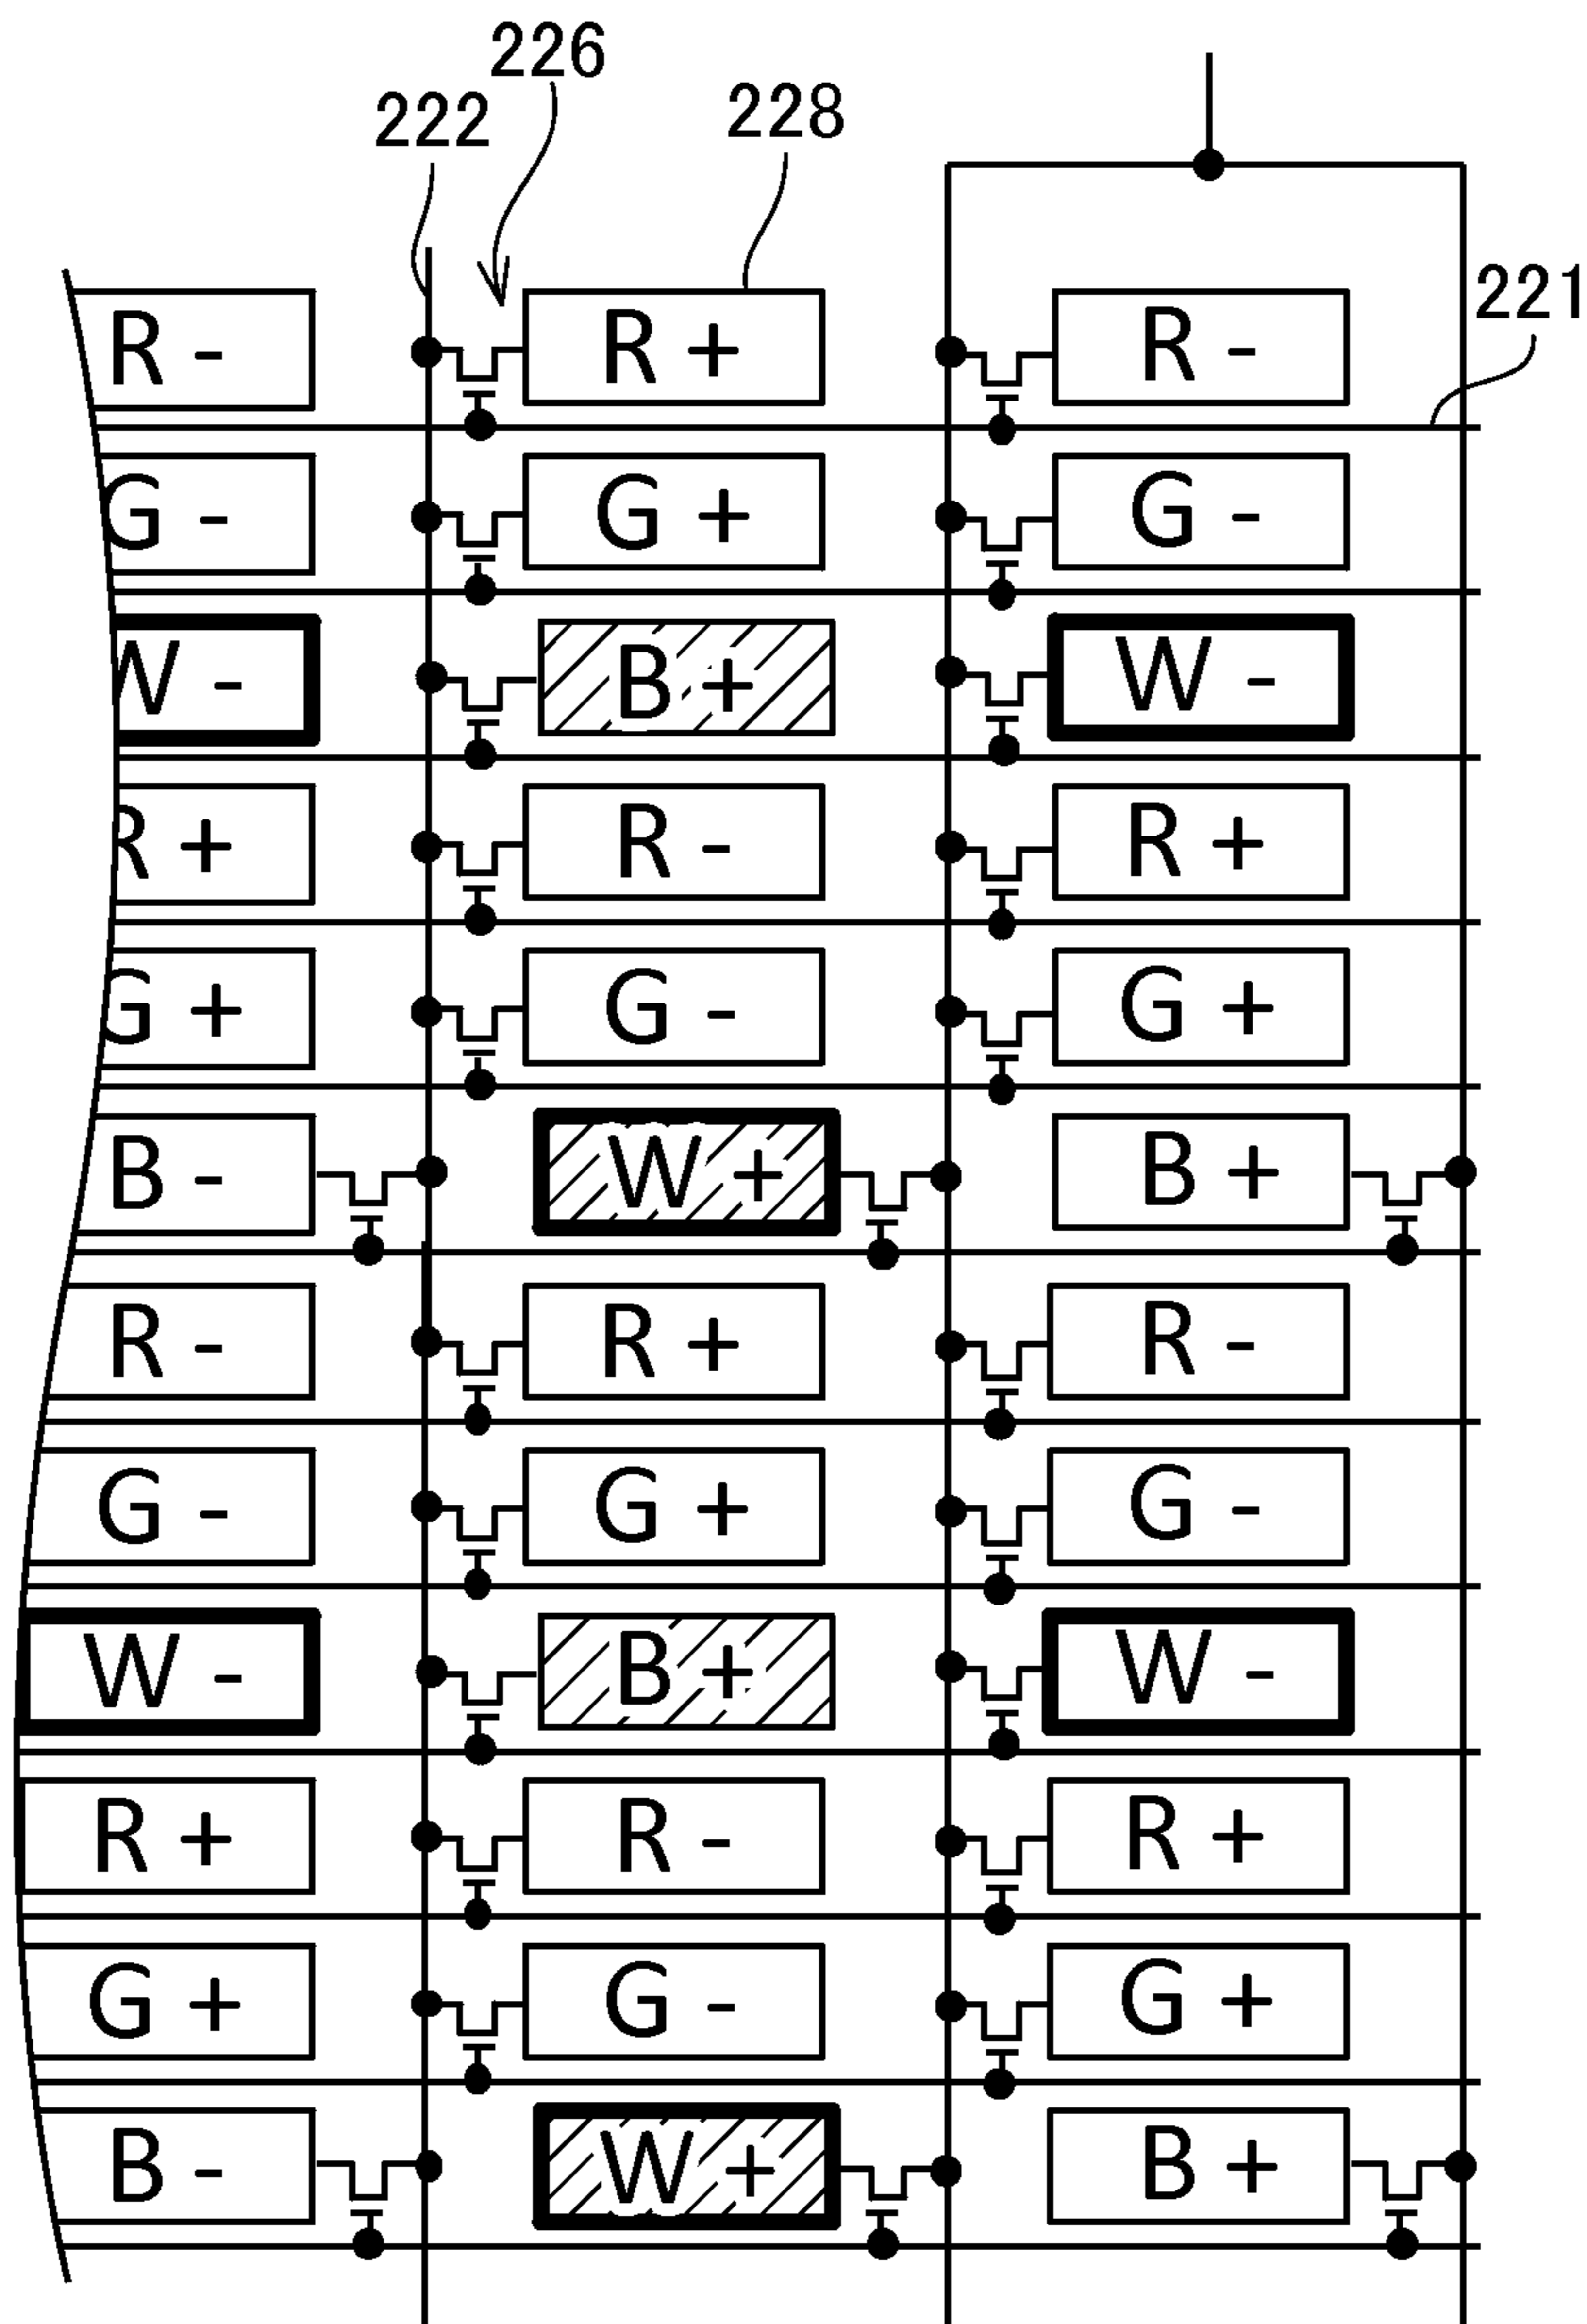 226
222
228
221
R - R + R -
G - G + G -
W - B + W -
R + R - R +
G + G - G +
B - W + B +
R - R + R -
G - G + G -
W - B + W -
R + R - R +
G + G - G +
B - W + B +